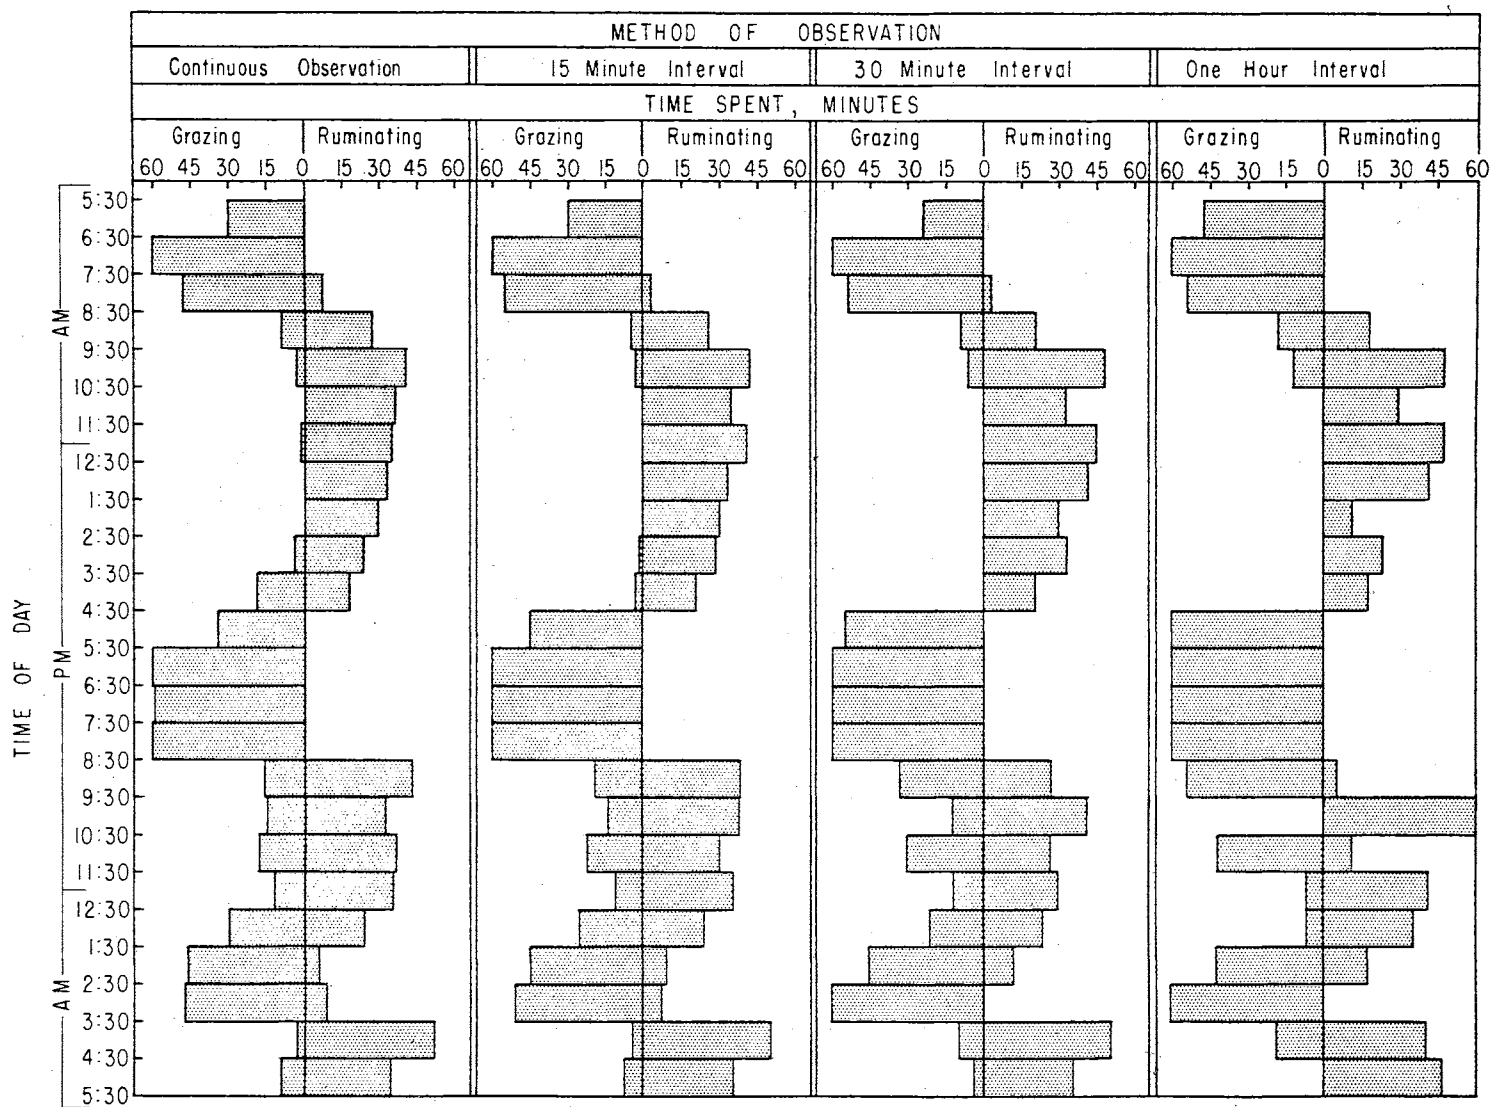 METHOD OF OBSERVATION
Continuous Observation 15 Minute Interval 30 Minute Interval One Hour Interval
TIME SPENT, MINUTES
Grazing Ruminating Grazing Ruminating Grazing Ruminating Grazing Ruminating
60 45 30 15 0 15 30 45 60 60 45 30 15 0 15 30 45 60 60 45 30 15 0 15 30 45 60 60 45 30 15 0 15 30 45 60
5:30
6:30
7:30
8:30
9:30
10:30
11:30
12:30
1:30
2:30
3:30
4:30
5:30
6:30
7:30
8:30
9:30
10:30
11:30
12:30
1:30
2:30
3:30
4:30
5:30
AM
PM
AM
TIME OF DAY